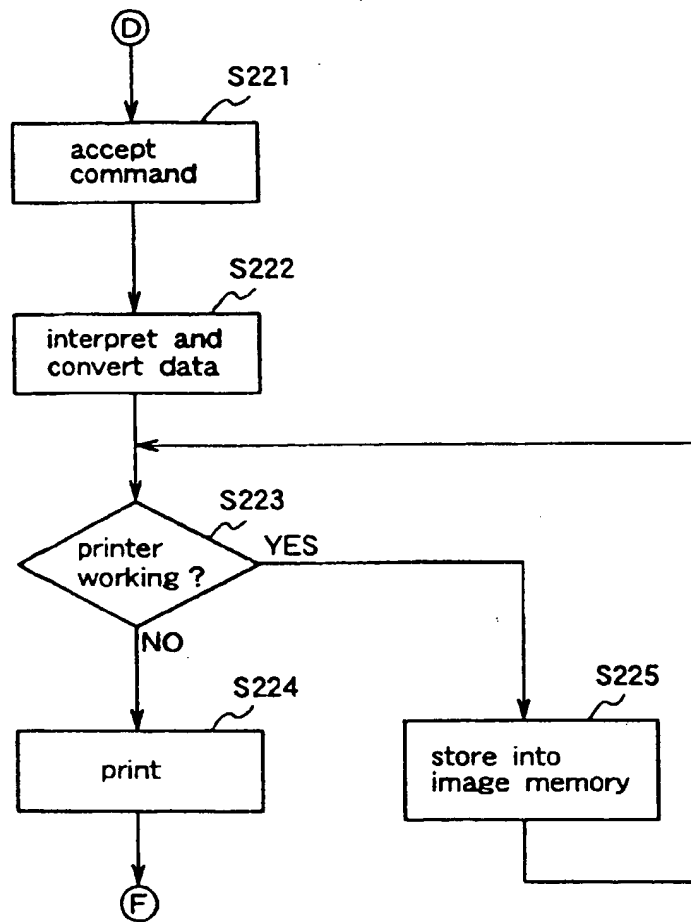 D
S221
accept
command
S222
interpret and
convert data
S223
printer
working ?
YES
NO
S224
print
S225
store into
image memory
F